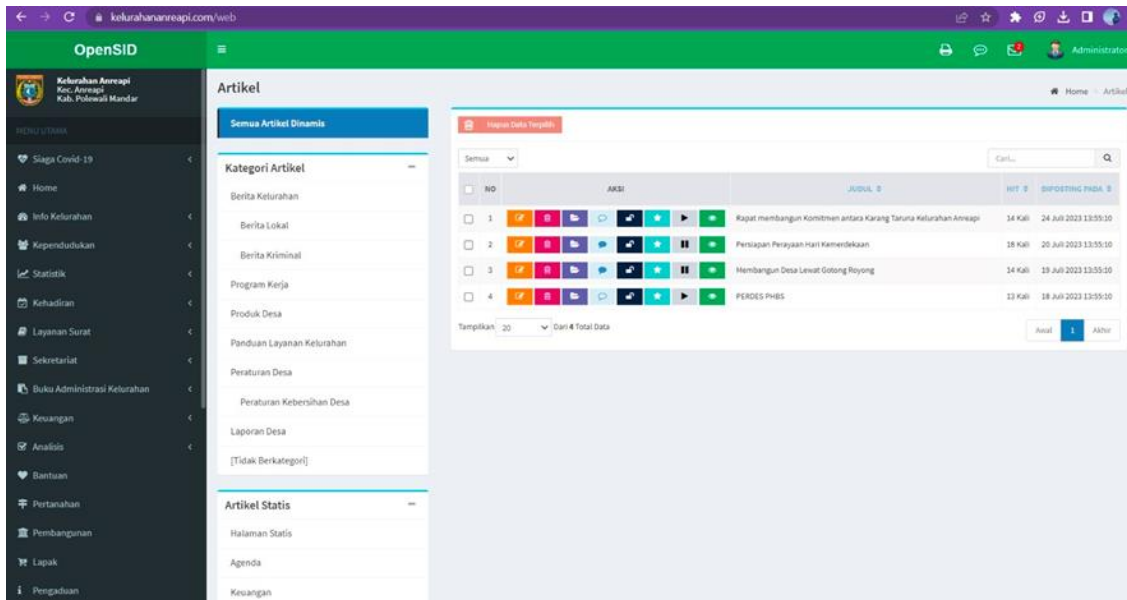 kelurahananreapi.com/web
OpenSID
Administrator
Kelurahan Anreapi
Kec. Anreapi
Kab. Polewali Mandar
MENU UTAMA
Siaga Covid-19
Home
Info Kelurahan
Kependudukan
Statistik
Kehadiran
Layanan Surat
Sekretariat
Buku Administrasi Kelurahan
Keuangan
Analisis
Bantuan
Pertanahan
Pembangunan
Lapak
Pengaduan
Artikel
Home - Artikel
Semua Artikel Dinamis
Kategori Artikel
Berita Kelurahan
Berita Lokal
Berita Kriminal
Program Kerja
Produk Desa
Panduan Layanan Kelurahan
Peraturan Desa
Peraturan Kebersihan Desa
Laporan Desa
[Tidak Berkategori]
Artikel Statis
Halaman Statis
Agenda
Keuangan
Hapus Data Terpilih
Semua
Cari...
NO AKSI JUDUL HIT DIPOSTING PADA
1 Rapat membangun Komitmen antara Karang Taruna Kelurahan Anreapi 14 Kali 24 Juli 2023 13:55:10
2 Persiapan Perayaan Hari Kemerdekaan 18 Kali 20 Juli 2023 13:55:10
3 Membangun Desa Lewat Gotong Royong 14 Kali 19 Juli 2023 13:55:10
4 PERDES PHBS 13 Kali 18 Juli 2023 13:55:10
Tampilkan 20 Dari 4 Total Data
Awal 1 Akhir